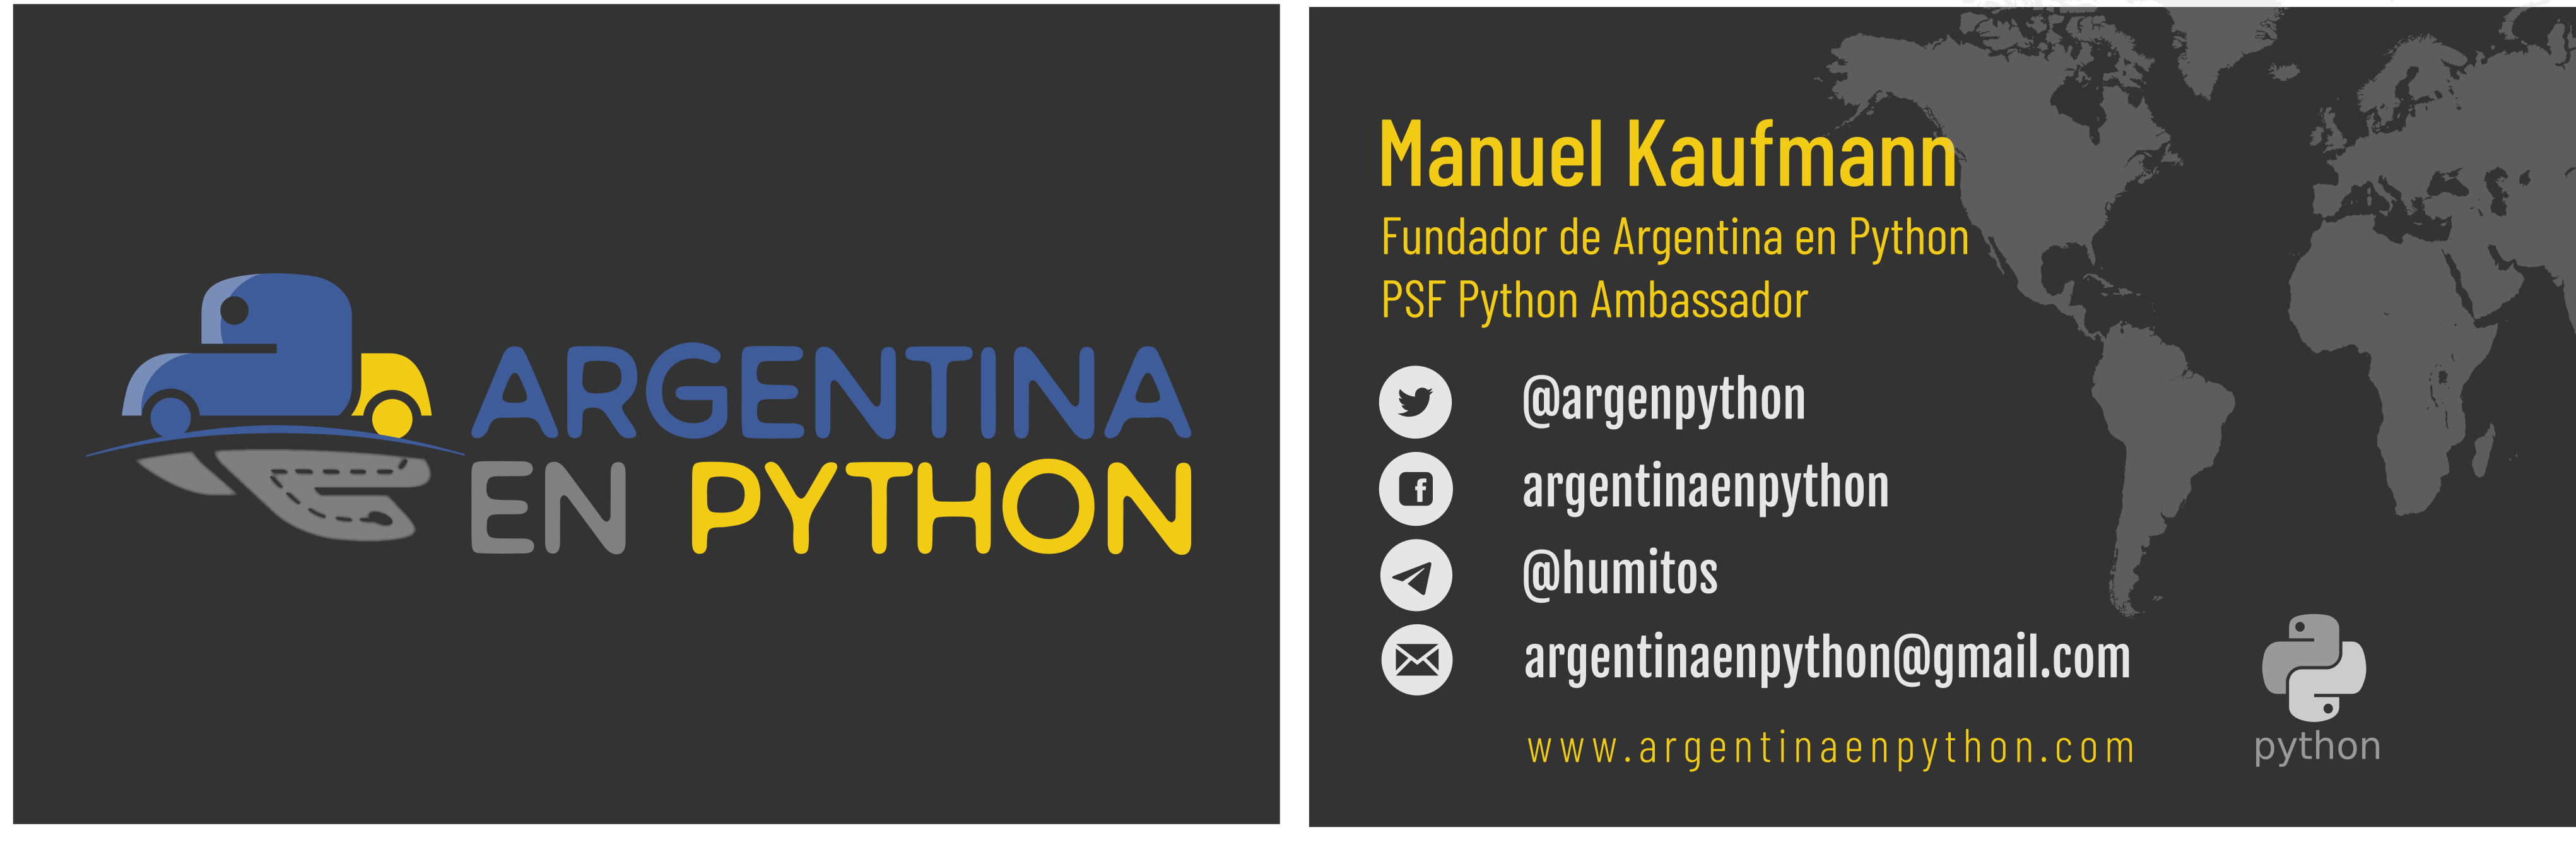 ARGENTINA
EN PYTHON
Manuel Kaufmann
Fundador de Argentina en Python
PSF Python Ambassador
@argenpython
argentinaenpython
@humitos
argentinaenpython@gmail.com
www.argentinaenpython.com
python